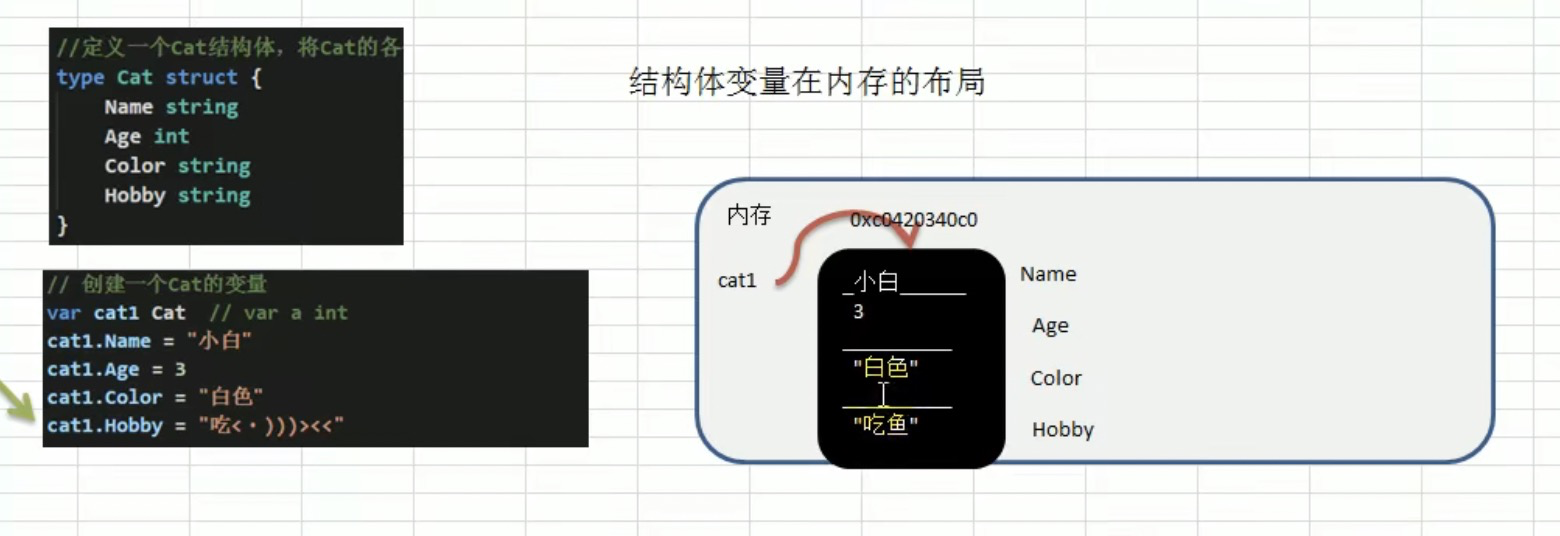 //定义一个Cat结构体，将Cat的各
type Cat struct {
Name string
Age int
Color string
Hobby string
}
// 创建一个Cat的变量
var cat1 Cat  // var a int
cat1.Name = "小白"
cat1.Age = 3
cat1.Color = "白色"
cat1.Hobby = "吃<・)))><<"
结构体变量在内存的布局
内存
0xc0420340c0
cat1
_小白______
Name
3
Age
"白色"
Color
"吃鱼"
Hobby